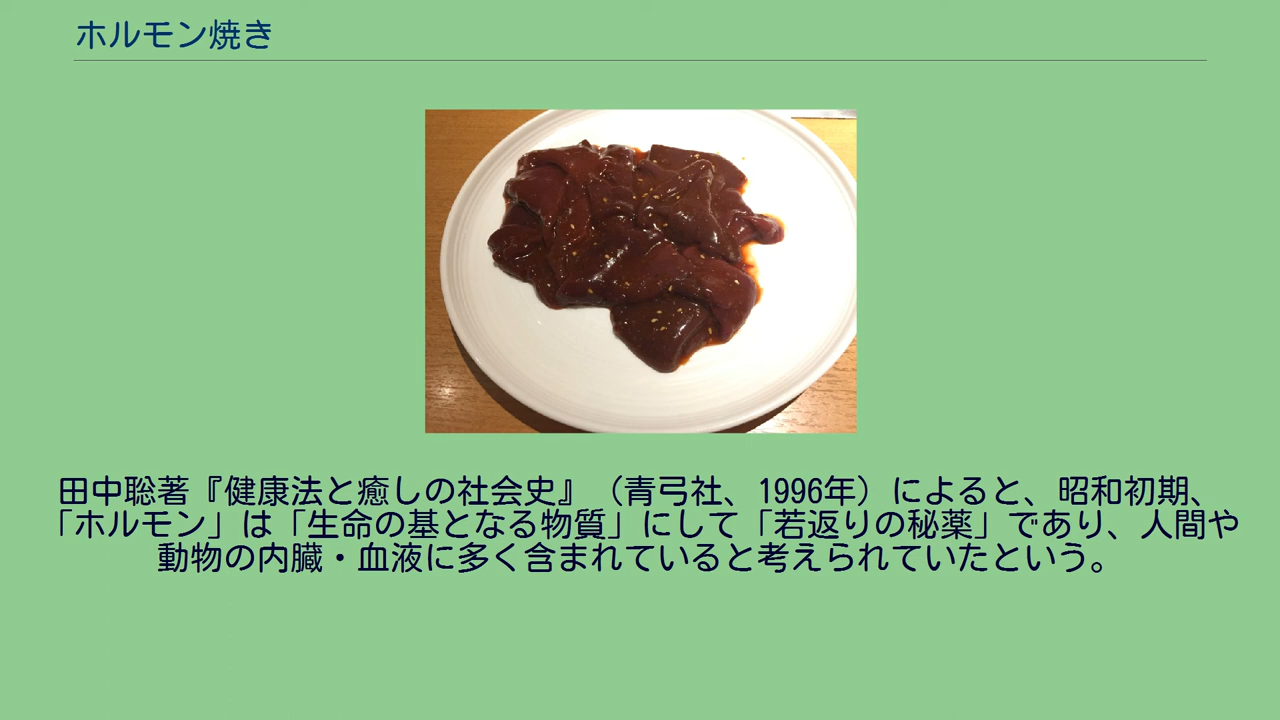 ホルモン焼き
田中聡著『健康法と癒しの社会史』（青弓社、1996年）によると、昭和初期、
「ホルモン」は「生命の基となる物質」にして「若返りの秘薬」であり、人間や
動物の内臓・血液に多く含まれていると考えられていたという。